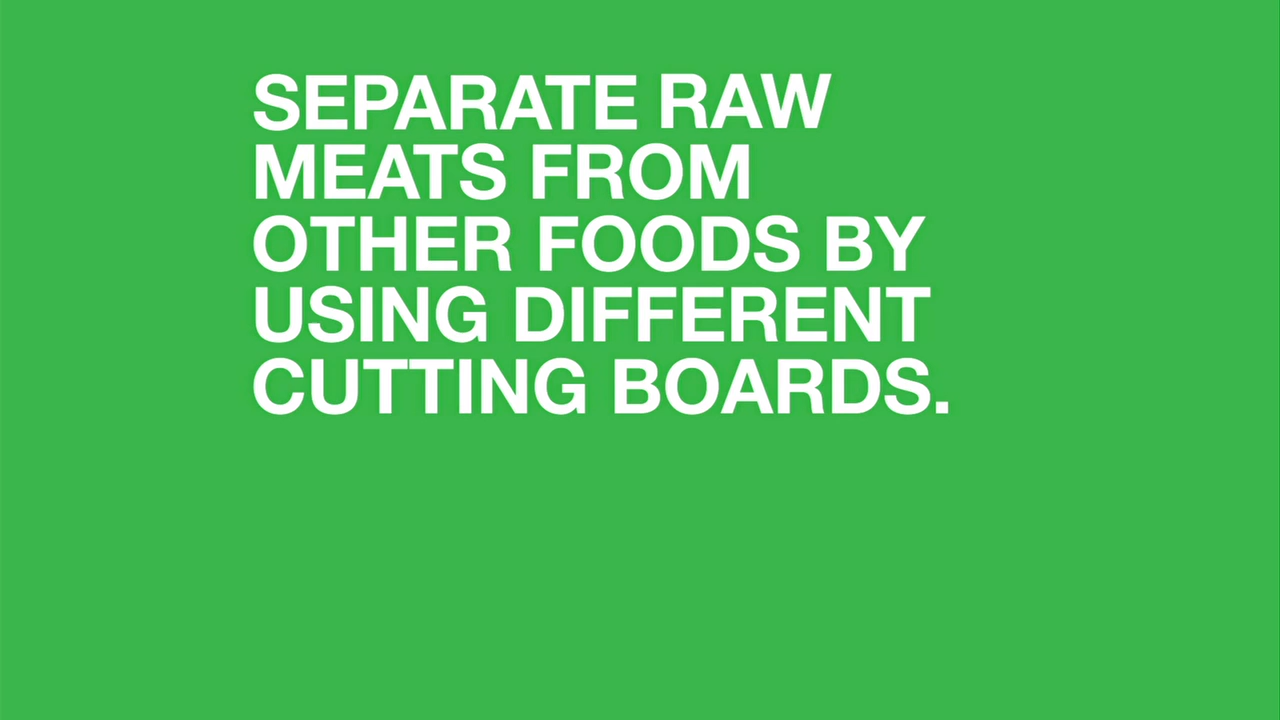 SEPARATE RAW
MEATS FROM
OTHER FOODS BY
USING DIFFERENT
CUTTING BOARDS.